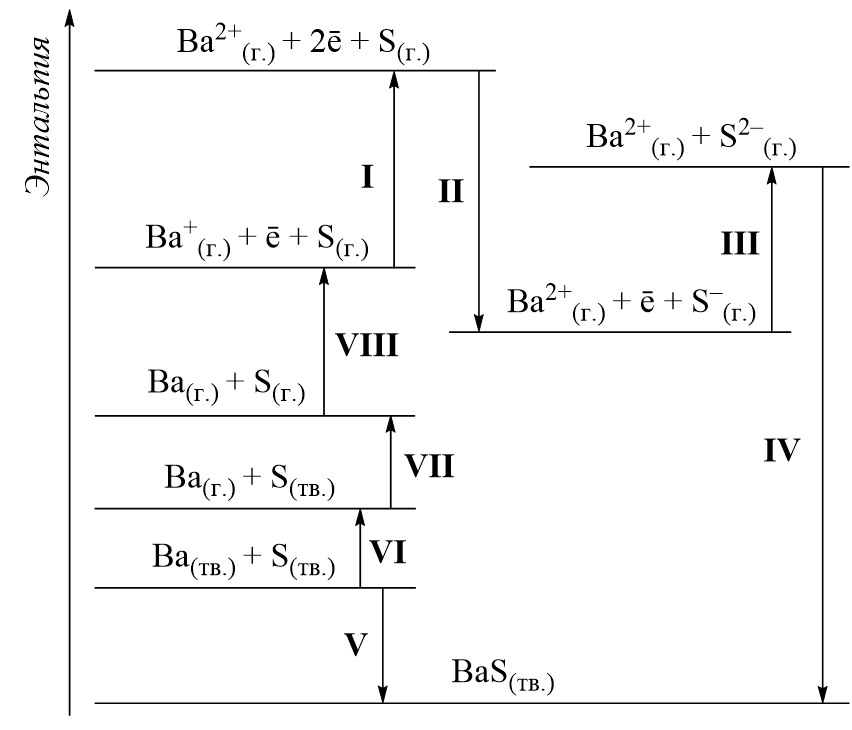 Энтальпия
Ba²⁺(г.) + 2ē + S(г.)
Ba²⁺(г.) + S²⁻(г.)
I
II
III
Ba⁺(г.) + ē + S(г.)
Ba²⁺(г.) + ē + S⁻(г.)
VIII
Ba(г.) + S(г.)
IV
VII
Ba(г.) + S(тв.)
VI
Ba(тв.) + S(тв.)
V
BaS(тв.)